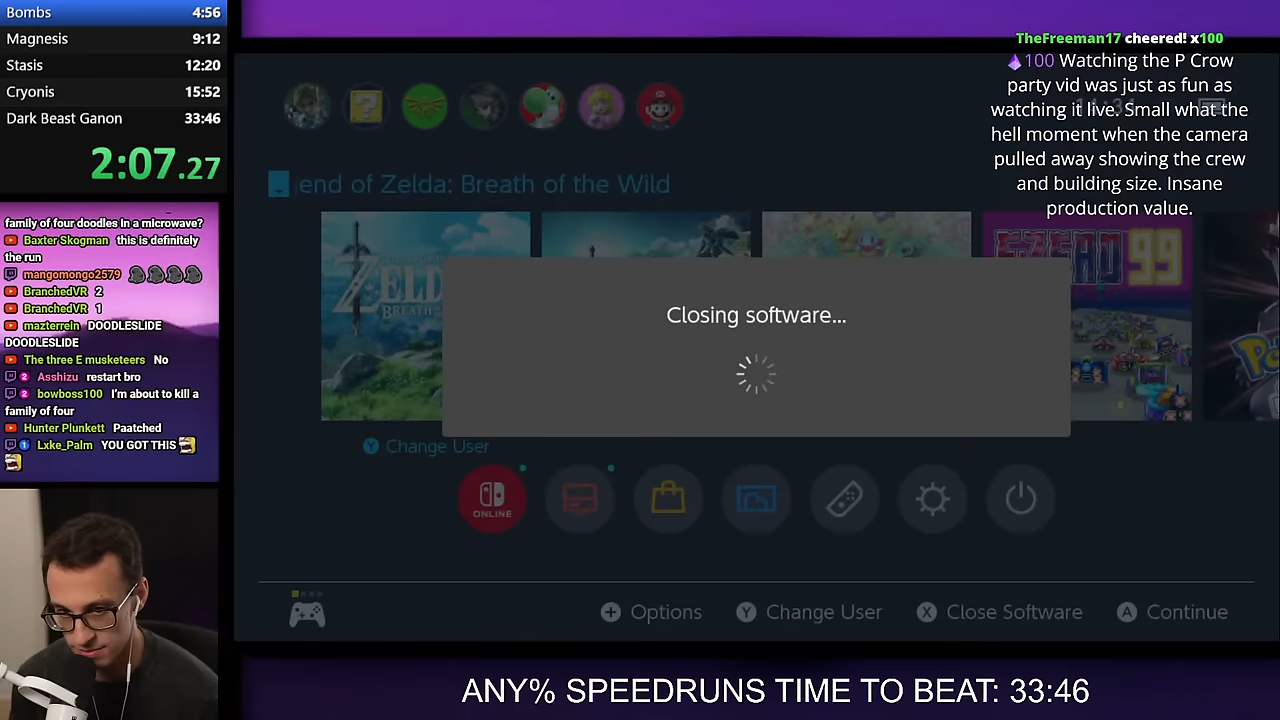 Bombs 4:56
Magnesis 9:12
Stasis 12:20
Cryonis 15:52
Dark Beast Ganon 33:46
2:07.27
family of four doodles in a microwave?
Baxter Skogman this is definitely
the run
mangomongo2579
BranchedVR 2
BranchedVR 1
mazterrein DOODLESLIDE
DOODLESLIDE
The three E musketeers No
2 Asshizu restart bro
2 bowboss100 I'm about to kill a
family of four
Hunter Plunkett Paatched
1 Lxke_Palm YOU GOT THIS
TheFreeman17 cheered! x100
100 Watching the P Crow
party vid was just as fun as
watching it live. Small what the
hell moment when the camera
pulled away showing the crew
and building size. Insane
production value.
end of Zelda: Breath of the Wild
ZELD
BREATH
99
Closing software...
Y Change User
ONLINE
+ Options
Y Change User
X Close Software
A Continue
ANY% SPEEDRUNS TIME TO BEAT: 33:46